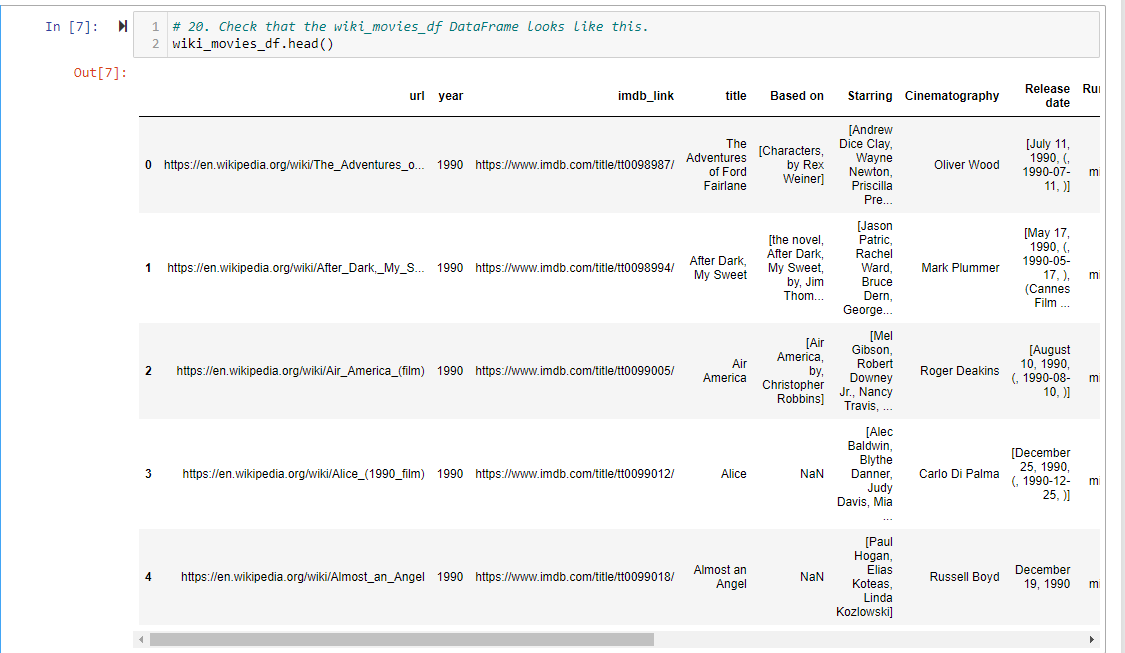 In [7]:
1 # 20. Check that the wiki_movies_df DataFrame looks like this.
2 wiki_movies_df.head()
Out[7]:
url year imdb_link title Based on Starring Cinematography Release date Ru
0 https://en.wikipedia.org/wiki/The_Adventures_o... 1990 https://www.imdb.com/title/tt0098987/ The Adventures of Ford Fairlane [Characters, by Rex Weiner] [Andrew Dice Clay, Wayne Newton, Priscilla Pre... Oliver Wood [July 11, 1990, (, 1990-07-11, )] mi
1 https://en.wikipedia.org/wiki/After_Dark,_My_S... 1990 https://www.imdb.com/title/tt0098994/ After Dark, My Sweet [the novel, After Dark, My Sweet, by, Jim Thom... [Jason Patric, Rachel Ward, Bruce Dern, George... Mark Plummer [May 17, 1990, (, 1990-05-17, ), (Cannes Film ... mi
2 https://en.wikipedia.org/wiki/Air_America_(film) 1990 https://www.imdb.com/title/tt0099005/ Air America [Air America, by, Christopher Robbins] [Mel Gibson, Robert Downey Jr., Nancy Travis, ... Roger Deakins [August 10, 1990, (, 1990-08-10, )] mi
3 https://en.wikipedia.org/wiki/Alice_(1990_film) 1990 https://www.imdb.com/title/tt0099012/ Alice NaN [Alec Baldwin, Blythe Danner, Judy Davis, Mia ... Carlo Di Palma [December 25, 1990, (, 1990-12-25, )] mi
4 https://en.wikipedia.org/wiki/Almost_an_Angel 1990 https://www.imdb.com/title/tt0099018/ Almost an Angel NaN [Paul Hogan, Elias Koteas, Linda Kozlowski] Russell Boyd December 19, 1990 mi